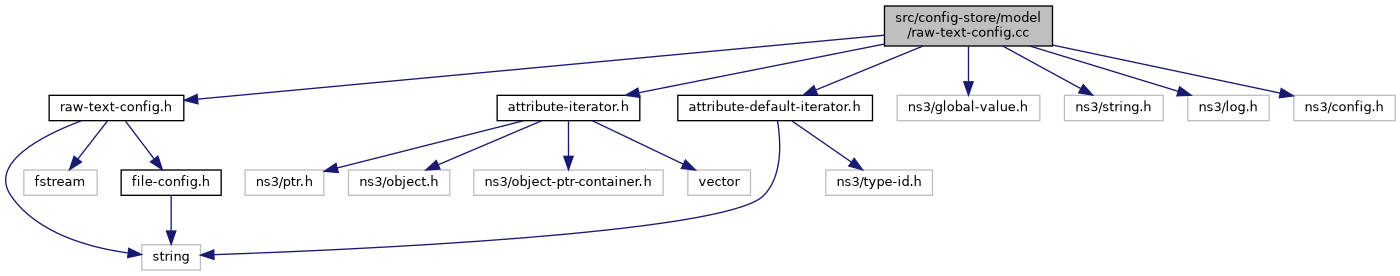 src/config-store/model
/raw-text-config.cc
raw-text-config.h
attribute-iterator.h
attribute-default-iterator.h
ns3/global-value.h
ns3/string.h
ns3/log.h
ns3/config.h
fstream
file-config.h
ns3/ptr.h
ns3/object.h
ns3/object-ptr-container.h
vector
ns3/type-id.h
string